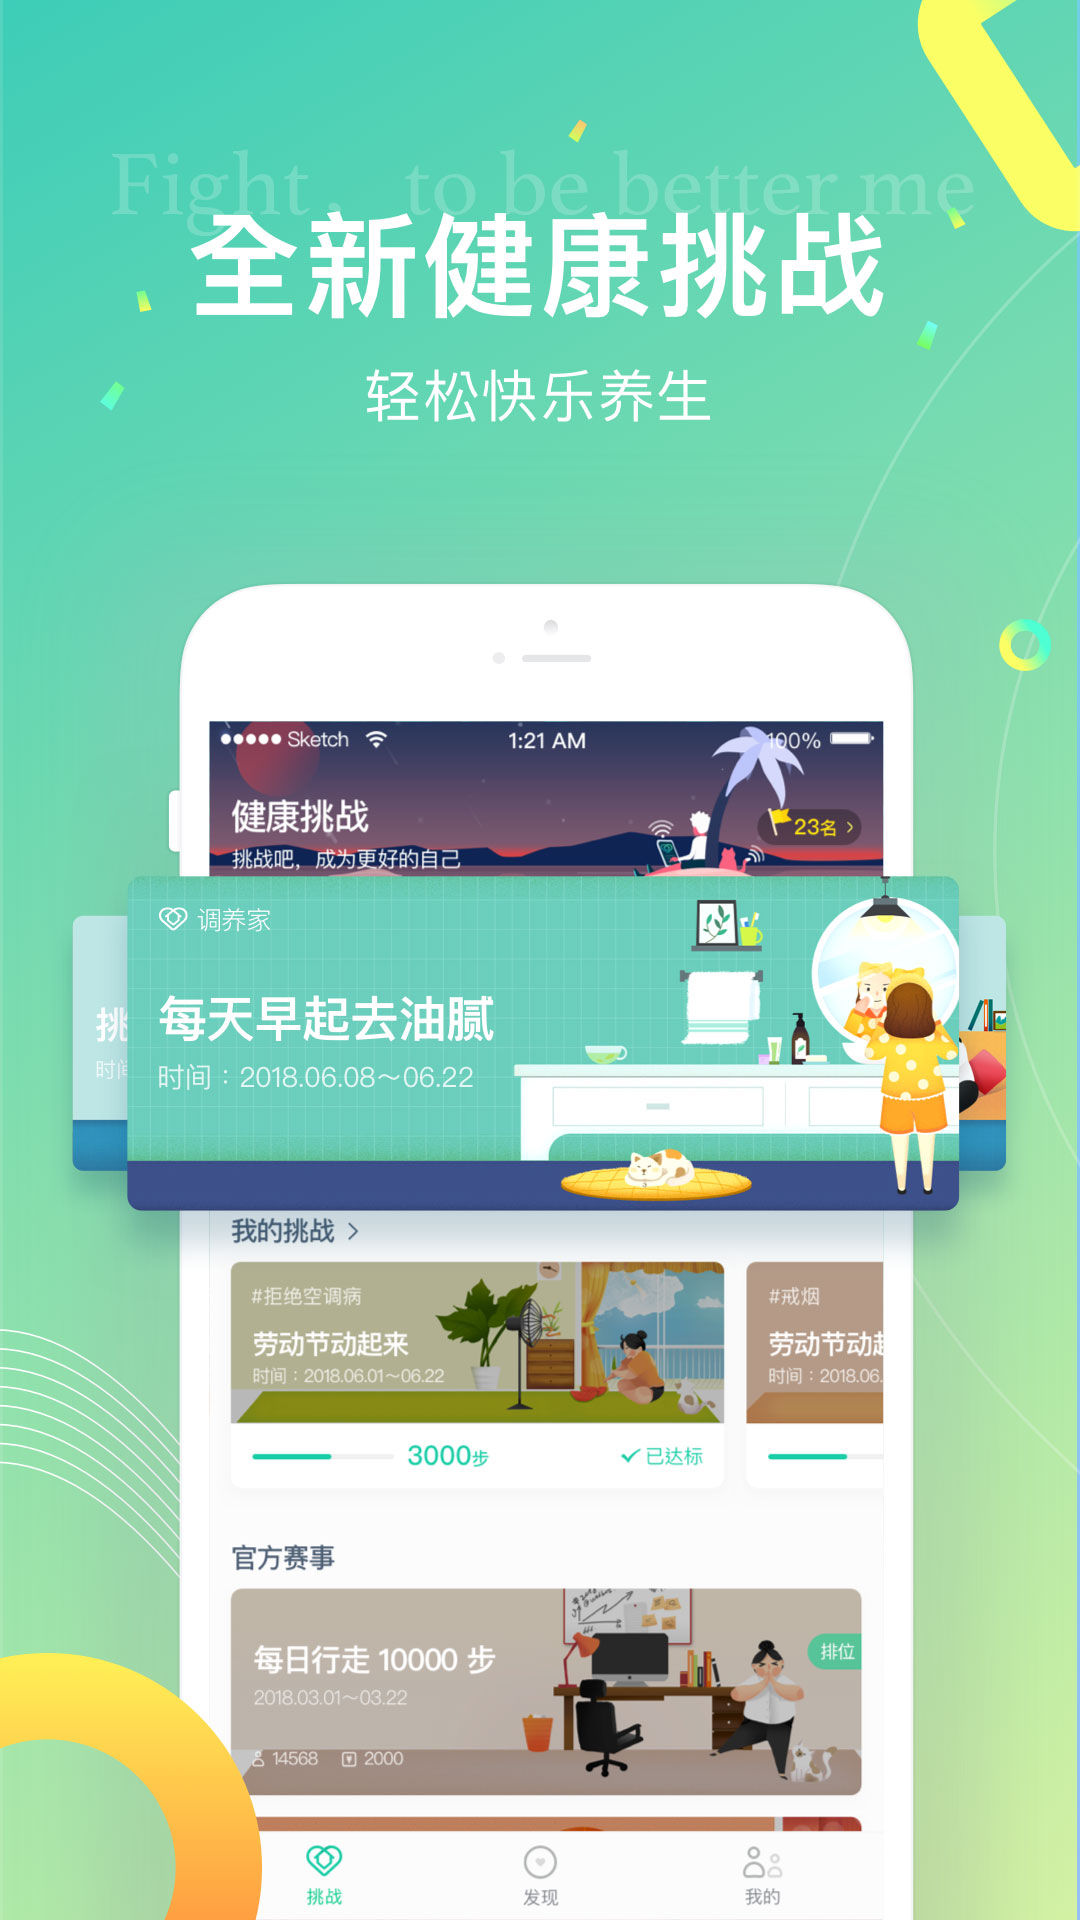 Fight, to be better me
全新健康挑战
轻松快乐养生
Sketch 1:21 AM 100%
健康挑战
23名
挑战吧，成为更好的自己
调养家
每天早起去油腻
时间：2018.06.08～06.22
挑
时间
我的挑战
#拒绝空调病
劳动节动起来
时间：2018.06.01～06.22
3000步
已达标
#戒烟
劳动节动起
时间：2018.06.
官方赛事
每日行走 10000 步
2018.03.01～03.22
排位
14568 2000
挑战 发现 我的